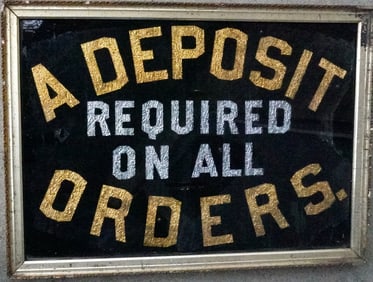 A DEPOSIT
REQUIRED
ON ALL
ORDERS.